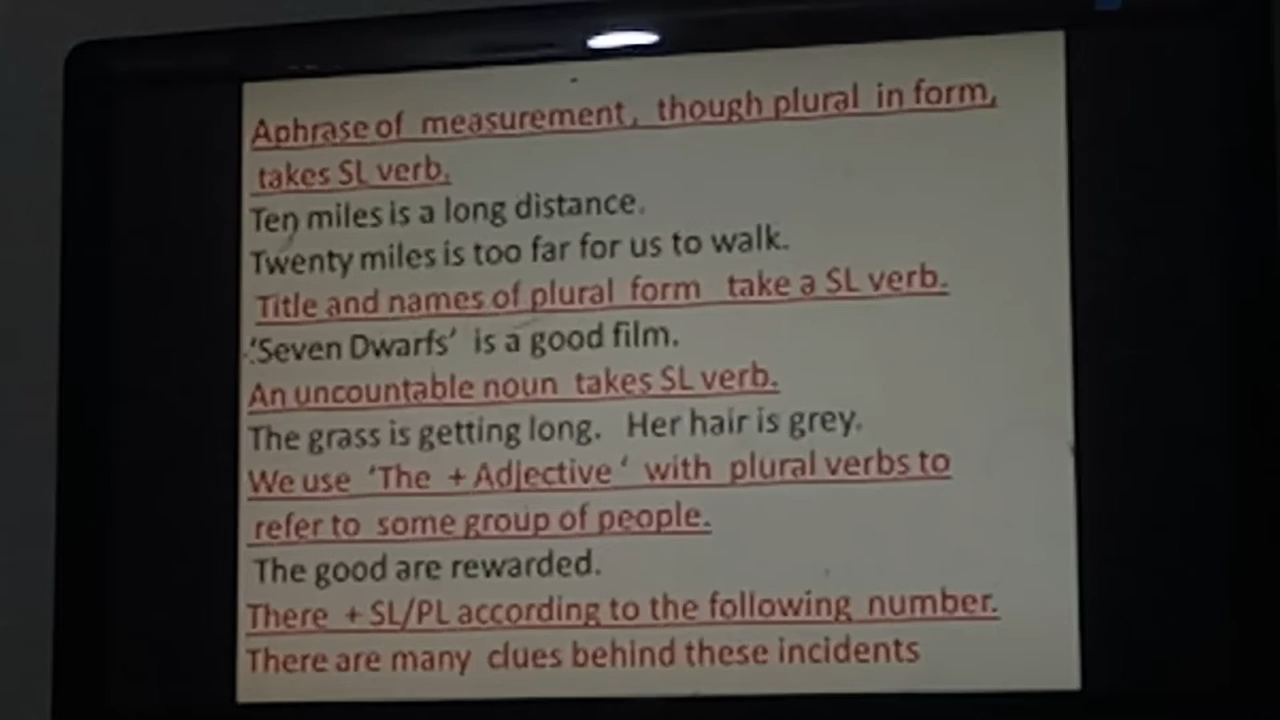 Aphrase of measurement, though plural in form,
takes SL verb.
Ten miles is a long distance.
Twenty miles is too far for us to walk.
Title and names of plural form take a SL verb.
‘Seven Dwarfs’ is a good film.
An uncountable noun takes SL verb.
The grass is getting long. Her hair is grey.
We use ‘The + Adjective ‘ with plural verbs to
refer to some group of people.
The good are rewarded.
There + SL/PL according to the following number.
There are many clues behind these incidents